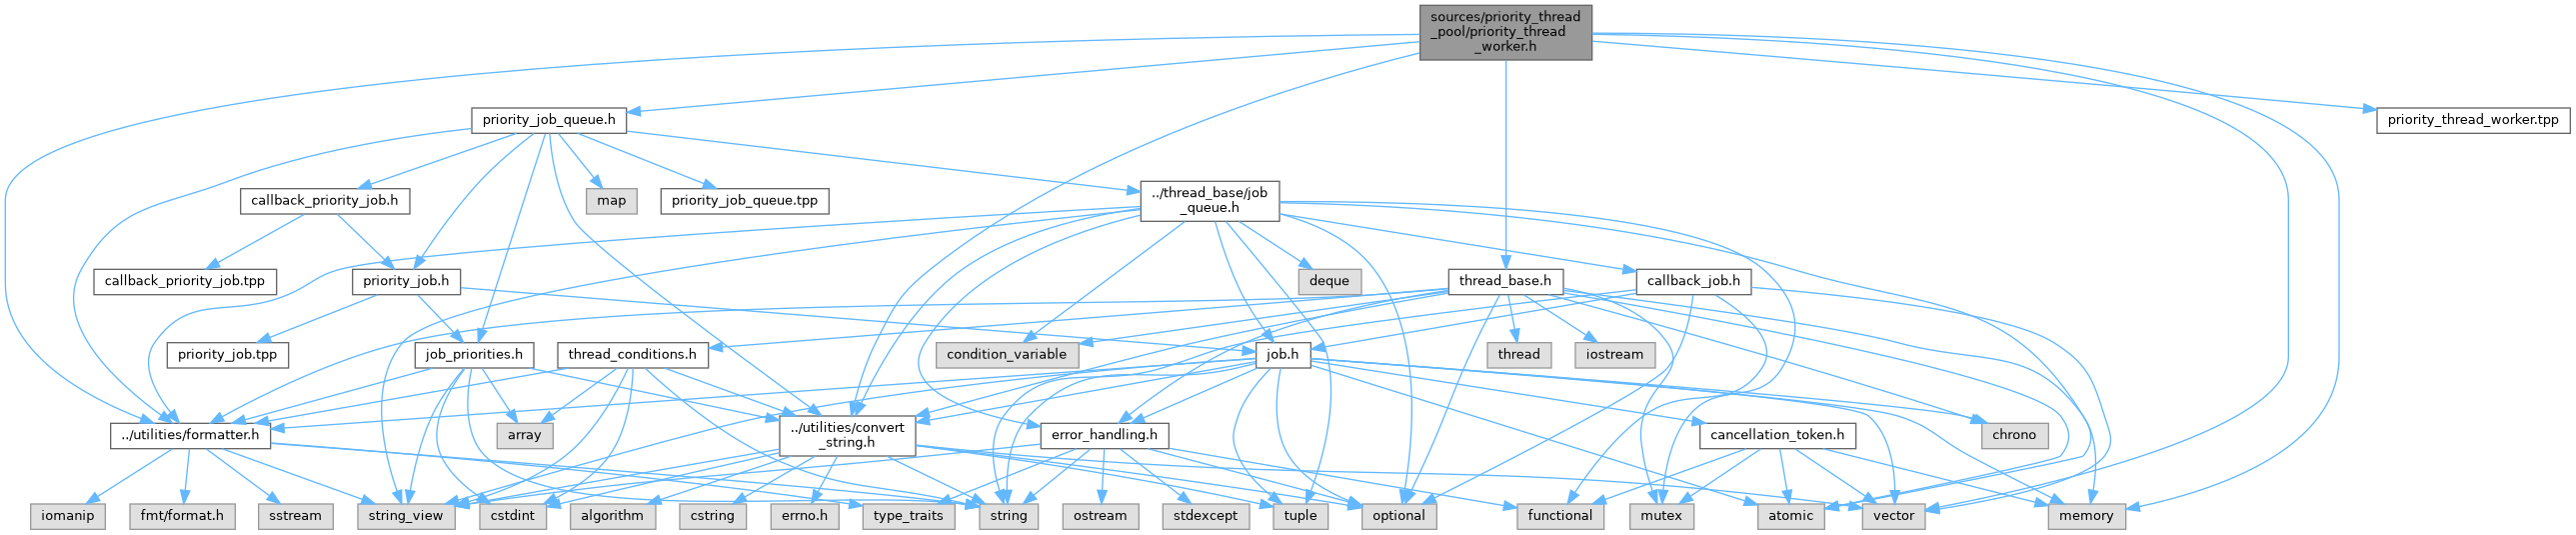 sources/priority_thread
_pool/priority_thread
_worker.h
priority_job_queue.h
priority_thread_worker.tpp
callback_priority_job.h
map
priority_job_queue.tpp
../thread_base/job
_queue.h
callback_priority_job.tpp
priority_job.h
deque
thread_base.h
callback_job.h
priority_job.tpp
job_priorities.h
thread_conditions.h
condition_variable
job.h
thread
iostream
../utilities/formatter.h
array
../utilities/convert
_string.h
error_handling.h
cancellation_token.h
chrono
iomanip
fmt/format.h
sstream
string_view
cstdint
algorithm
cstring
errno.h
type_traits
string
ostream
stdexcept
tuple
optional
functional
mutex
atomic
vector
memory